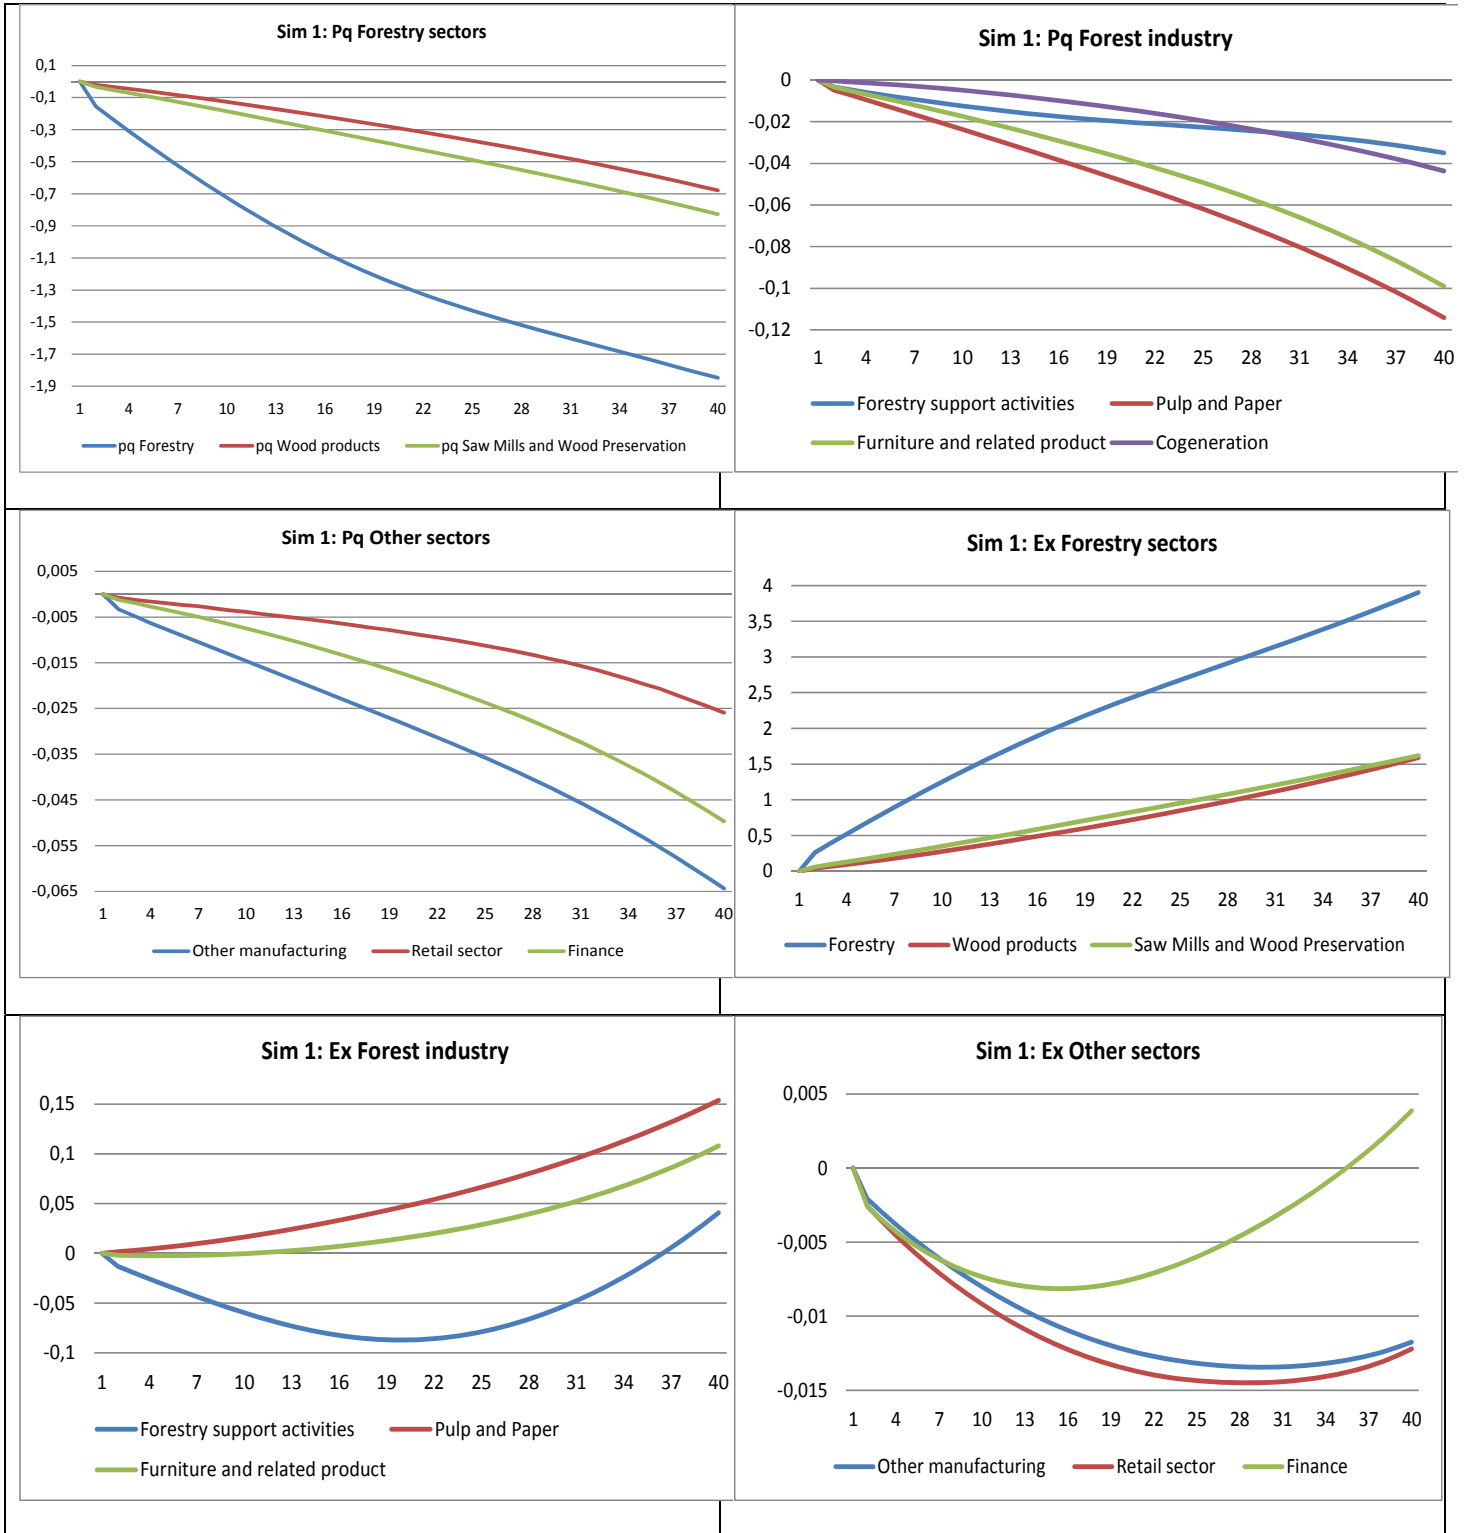 Sim 1: Pq Forestry sectors
0,1
-0,1
-0,3
-0,5
-0,7
-0,9
-1,1
-1,3
-1,5
-1,7
-1,9
1 4 7 10 13 16 19 22 25 28 31 34 37 40
pq Forestry pq Wood products pq Saw Mills and Wood Preservation
Sim 1: Pq Forest industry
0
-0,02
-0,04
-0,06
-0,08
-0,1
-0,12
1 4 7 10 13 16 19 22 25 28 31 34 37 40
Forestry support activities Pulp and Paper
Furniture and related product Cogeneration
Sim 1: Pq Other sectors
0,005
-0,005
-0,015
-0,025
-0,035
-0,045
-0,055
-0,065
1 4 7 10 13 16 19 22 25 28 31 34 37 40
Other manufacturing Retail sector Finance
Sim 1: Ex Forestry sectors
4
3,5
3
2,5
2
1,5
1
0,5
0
1 4 7 10 13 16 19 22 25 28 31 34 37 40
Forestry Wood products Saw Mills and Wood Preservation
Sim 1: Ex Forest industry
0,15
0,1
0,05
0
-0,05
-0,1
1 4 7 10 13 16 19 22 25 28 31 34 37 40
Forestry support activities Pulp and Paper
Furniture and related product
Sim 1: Ex Other sectors
0,005
0
-0,005
-0,01
-0,015
1 4 7 10 13 16 19 22 25 28 31 34 37 40
Other manufacturing Retail sector Finance